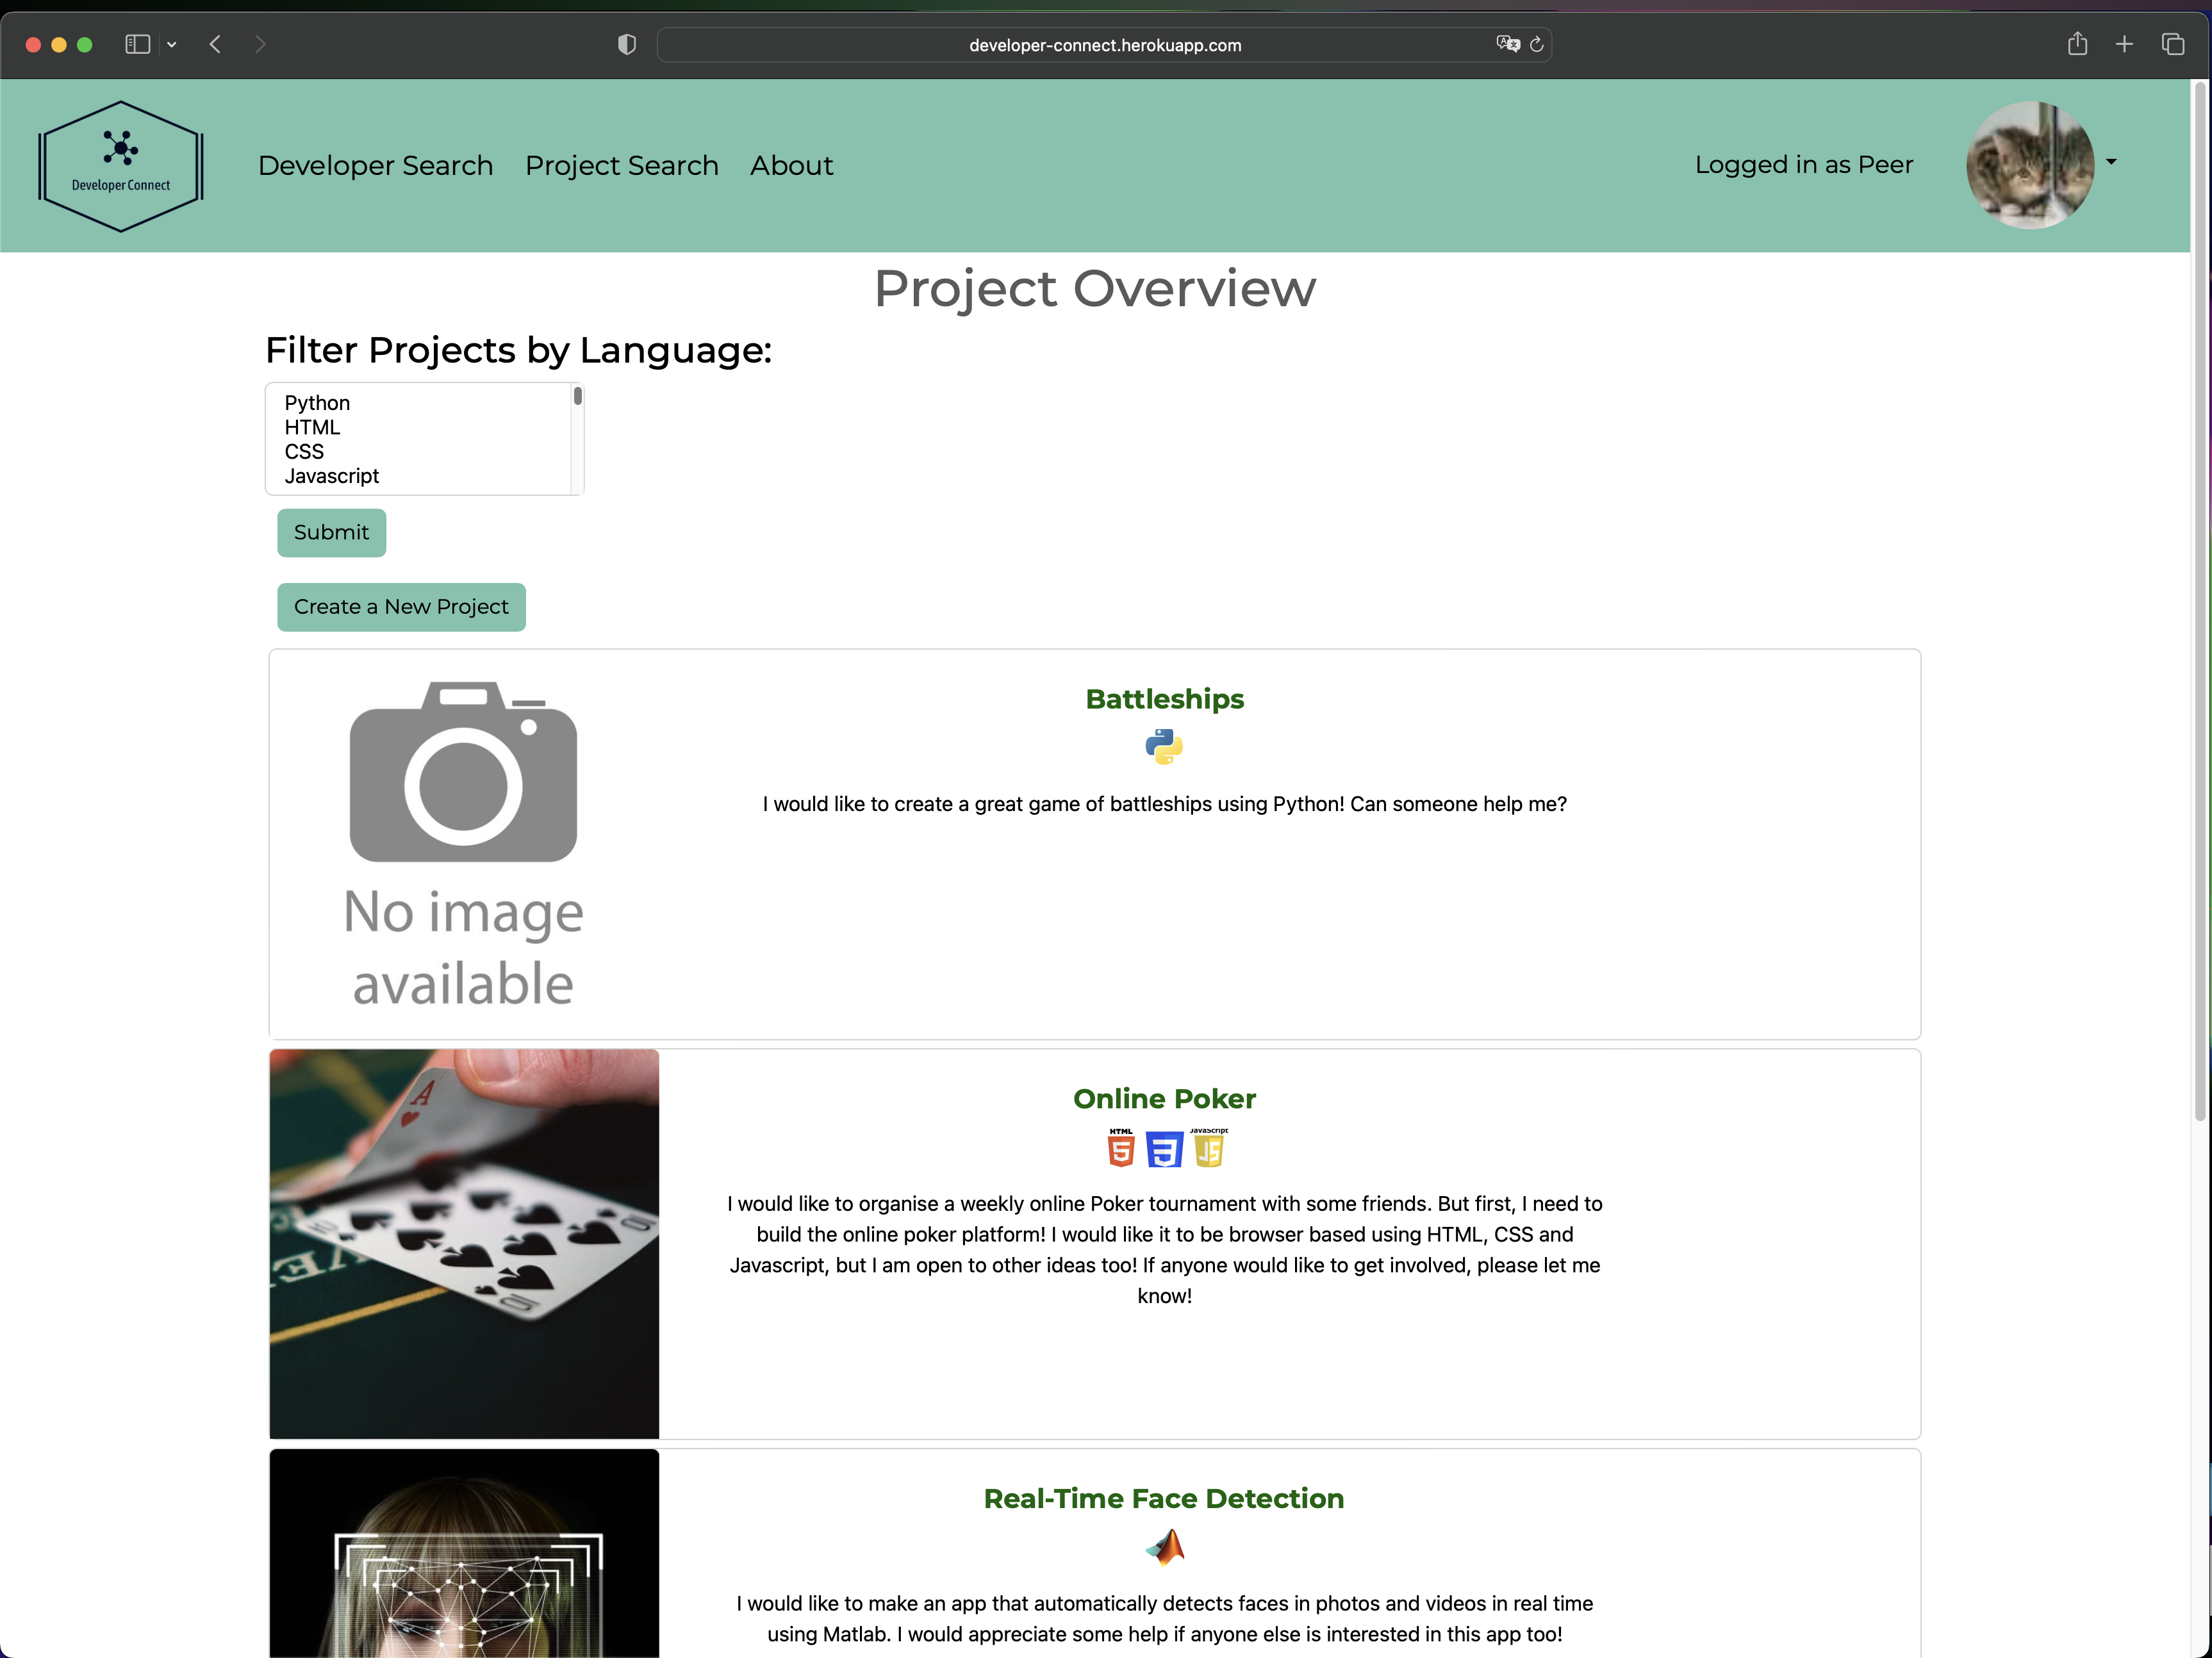 developer-connect.herokuapp.com
Developer Connect
Developer Search Project Search About
Logged in as Peer
Project Overview
Filter Projects by Language:
Python
HTML
CSS
Javascript
Submit
Create a New Project
No image
available
Battleships
I would like to create a great game of battleships using Python! Can someone help me?
A
10
10
Online Poker
HTML
5
3
JavaScript
JS
I would like to organise a weekly online Poker tournament with some friends. But first, I need to
build the online poker platform! I would like it to be browser based using HTML, CSS and
Javascript, but I am open to other ideas too! If anyone would like to get involved, please let me
know!
Real-Time Face Detection
I would like to make an app that automatically detects faces in photos and videos in real time
using Matlab. I would appreciate some help if anyone else is interested in this app too!